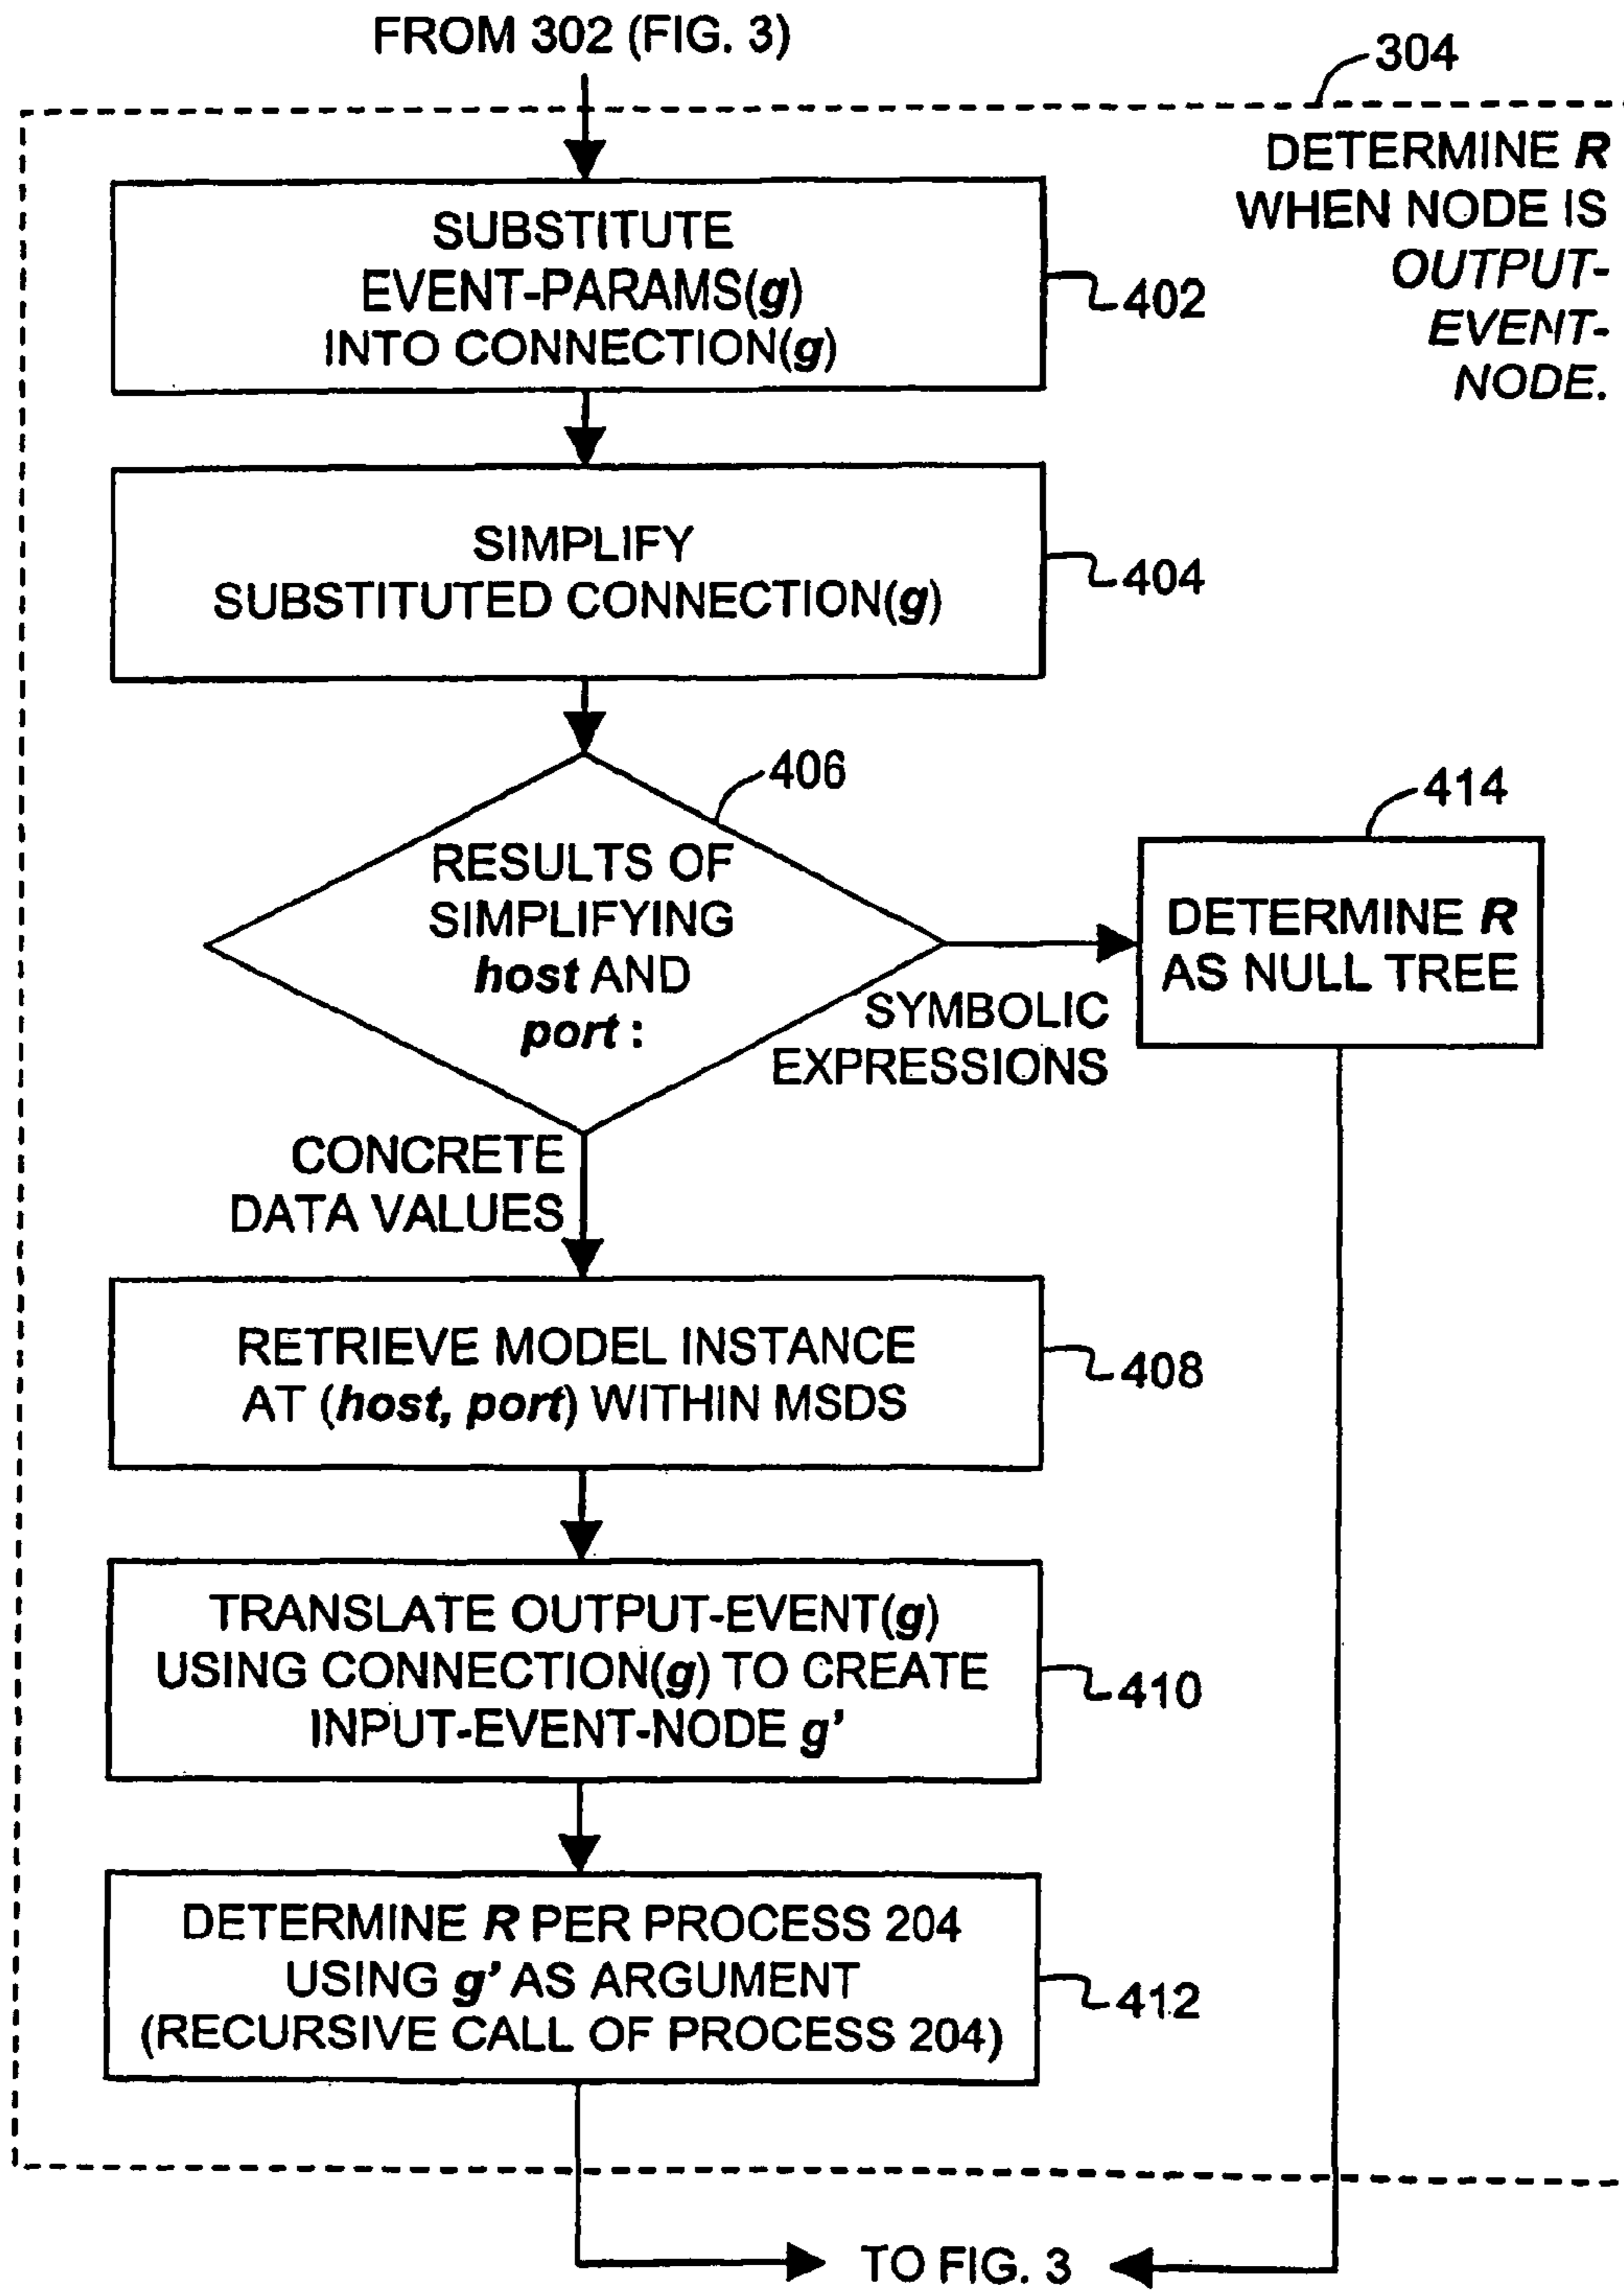 FROM 302 (FIG. 3)
304
DETERMINE R
WHEN NODE IS
OUTPUT-
EVENT-
NODE.
SUBSTITUTE
EVENT-PARAMS(g)
INTO CONNECTION(g)
402
SIMPLIFY
SUBSTITUTED CONNECTION(g)
404
406
RESULTS OF
SIMPLIFYING
host AND
port :
414
DETERMINE R
AS NULL TREE
SYMBOLIC
EXPRESSIONS
CONCRETE
DATA VALUES
RETRIEVE MODEL INSTANCE
AT (host, port) WITHIN MSDS
408
TRANSLATE OUTPUT-EVENT(g)
USING CONNECTION(g) TO CREATE
INPUT-EVENT-NODE g'
410
DETERMINE R PER PROCESS 204
USING g' AS ARGUMENT
(RECURSIVE CALL OF PROCESS 204)
412
TO FIG. 3